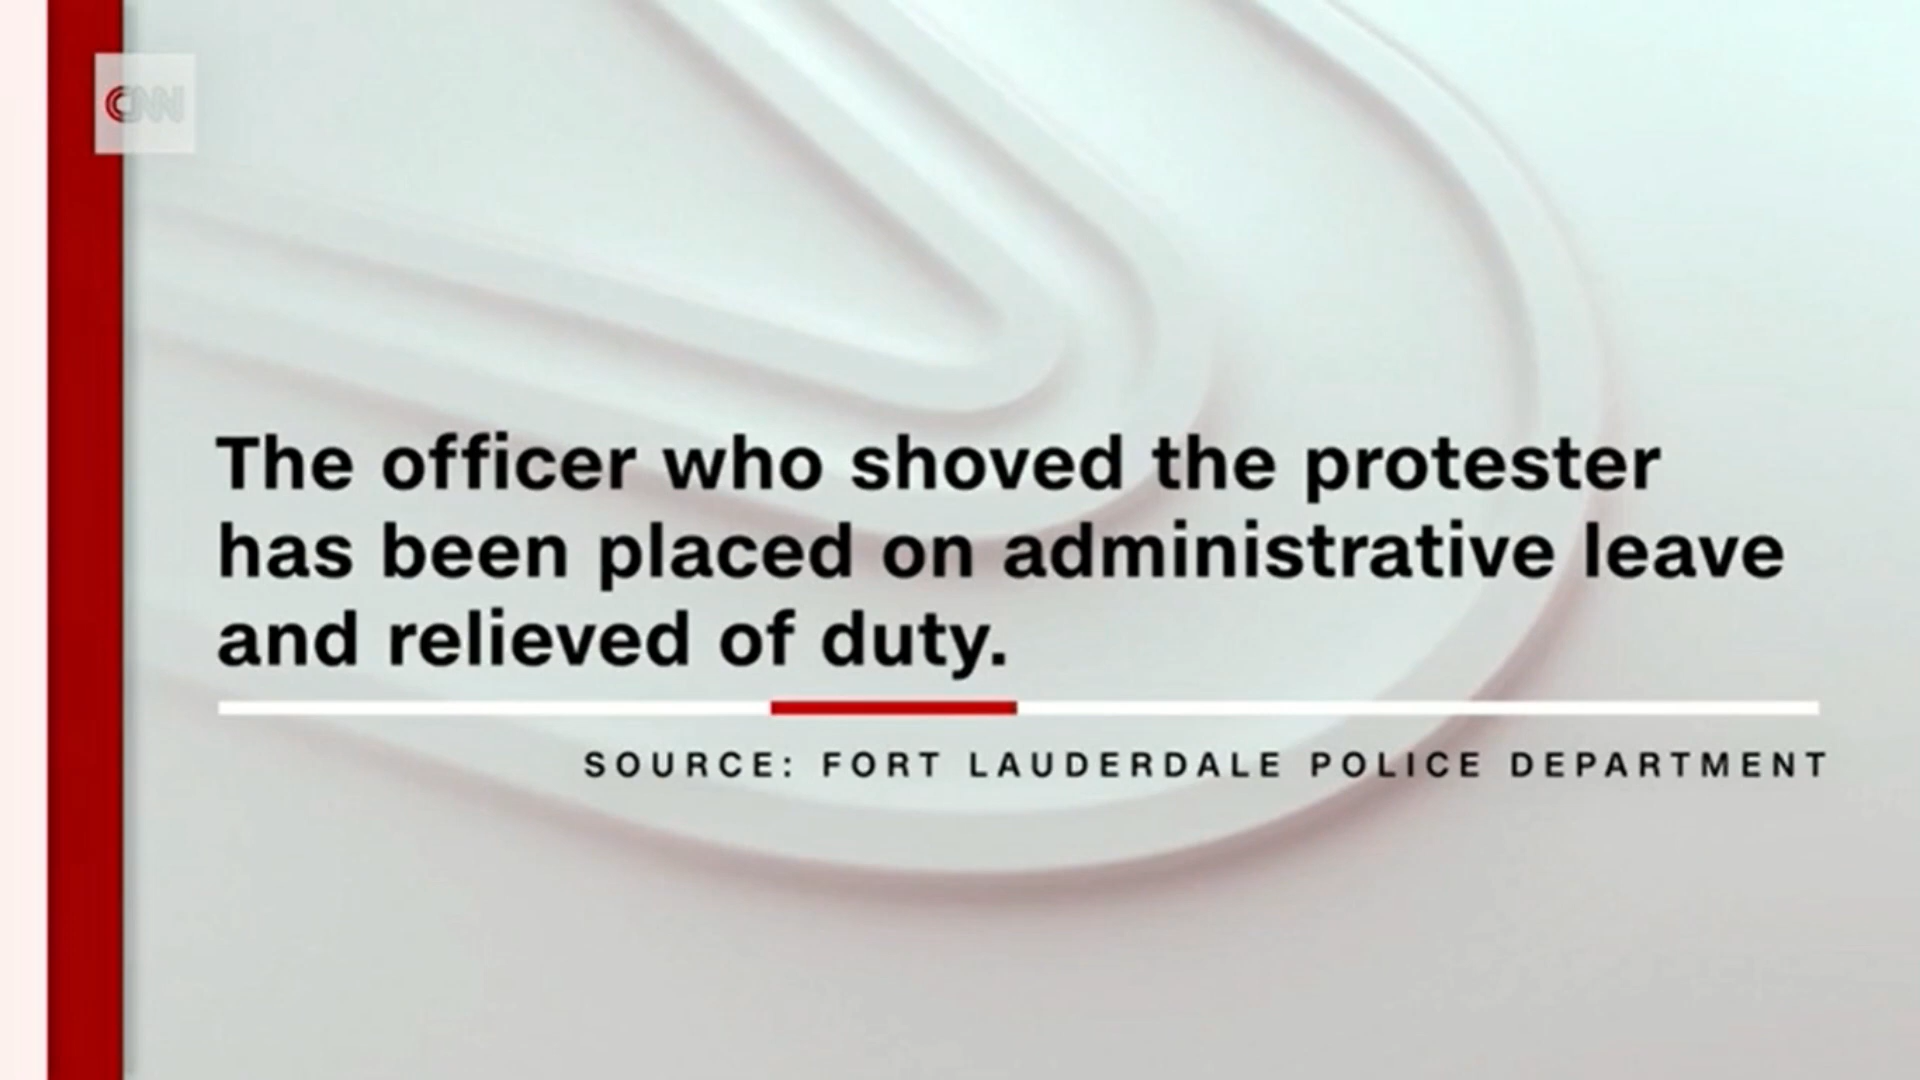 CNN
The officer who shoved the protester
has been placed on administrative leave
and relieved of duty.
SOURCE: FORT LAUDERDALE POLICE DEPARTMENT